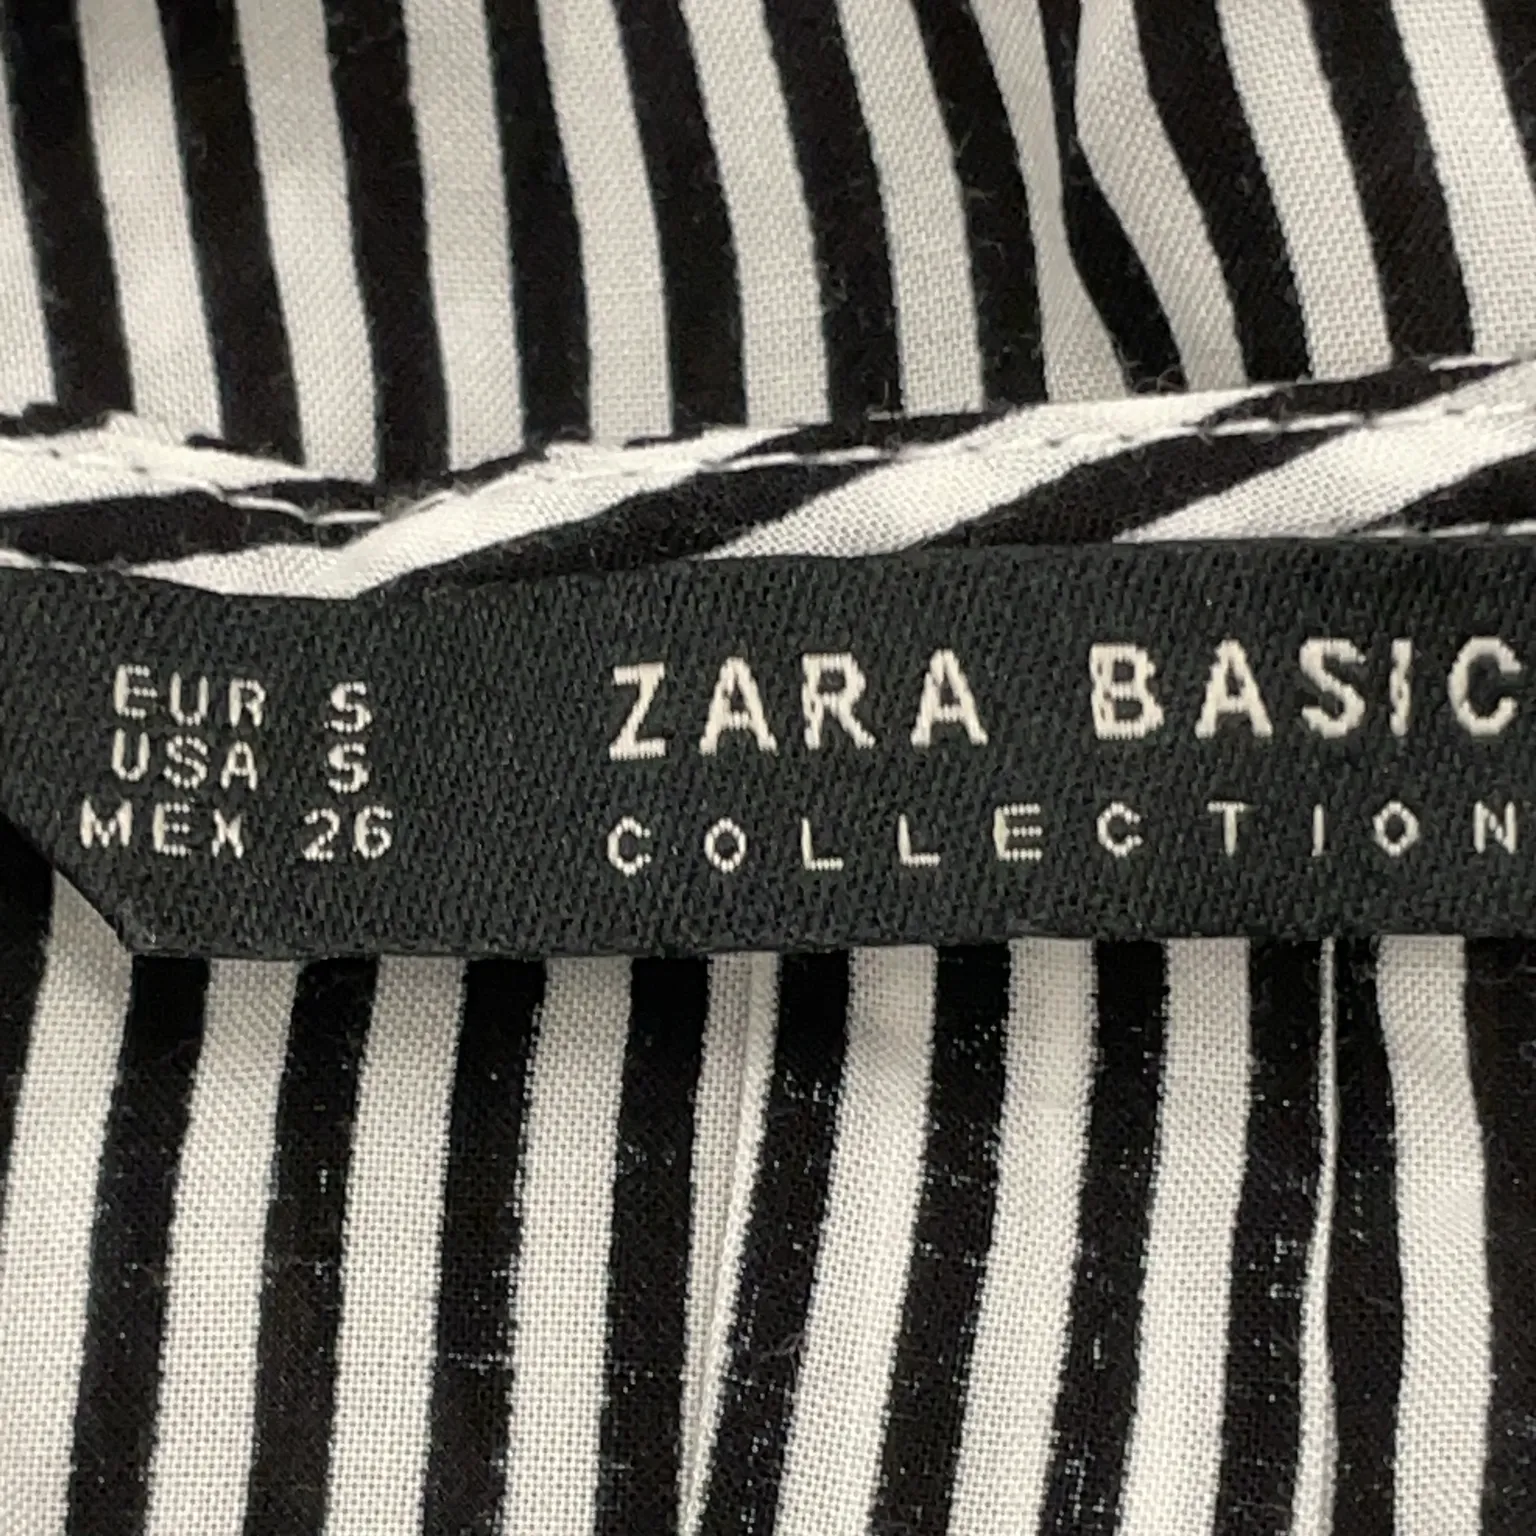 EUR S
USA S
MEX 26
ZARA BASIC
COLLECTION